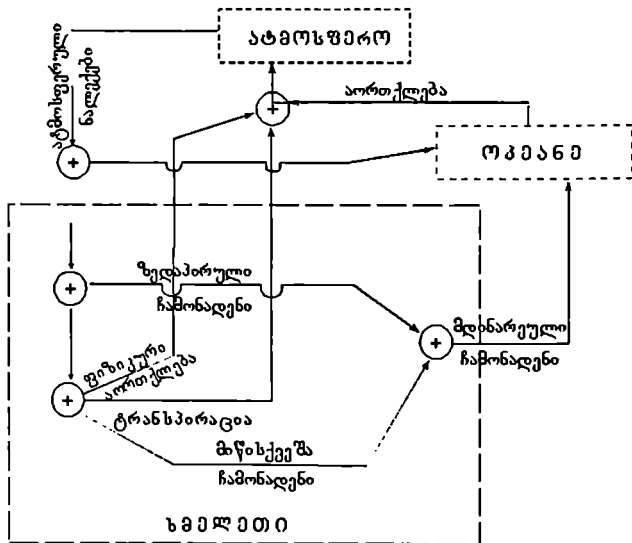 ატმოსფერო
ატმოსფერული
ნალექები
აორთქლება
ოკეანე
ზედაპირული
ჩამონადენი
მდინარეული
ჩამონადენი
ფიზიკური
აორთქლება
ტრანსპირაცია
მიწისქვეშა
ჩამონადენი
ხმელეთი